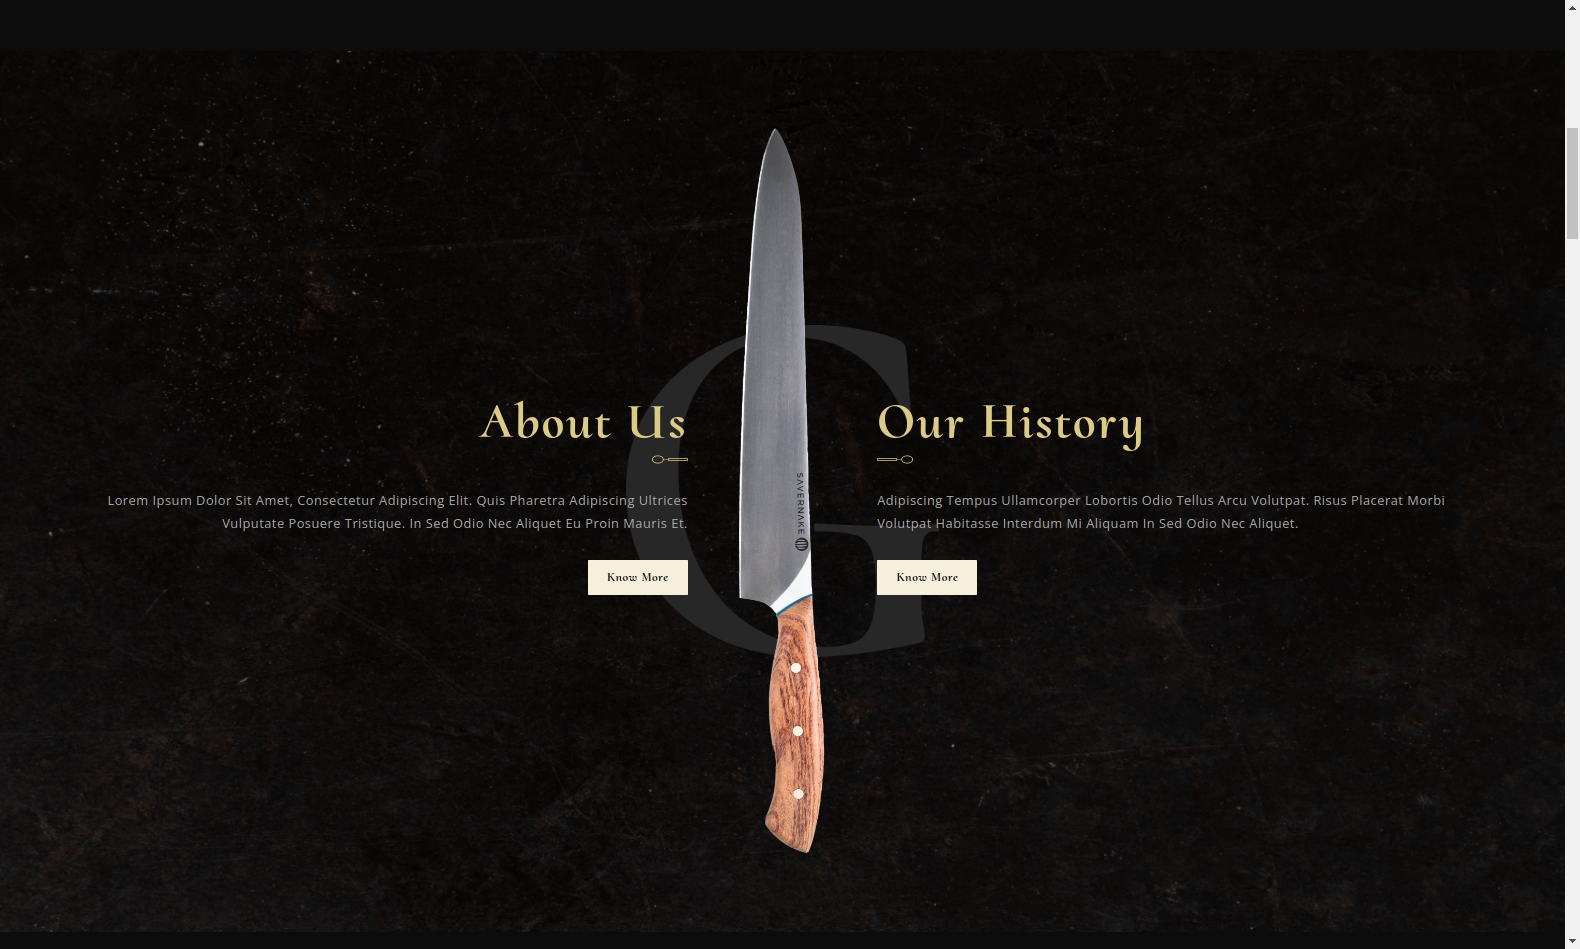 About Us
Lorem Ipsum Dolor Sit Amet, Consectetur Adipiscing Elit. Quis Pharetra Adipiscing Ultrices
Vulputate Posuere Tristique. In Sed Odio Nec Aliquet Eu Proin Mauris Et.
Know More
G
SAVERNAKE
Our History
Adipiscing Tempus Ullamcorper Lobortis Odio Tellus Arcu Volutpat. Risus Placerat Morbi
Volutpat Habitasse Interdum Mi Aliquam In Sed Odio Nec Aliquet.
Know More